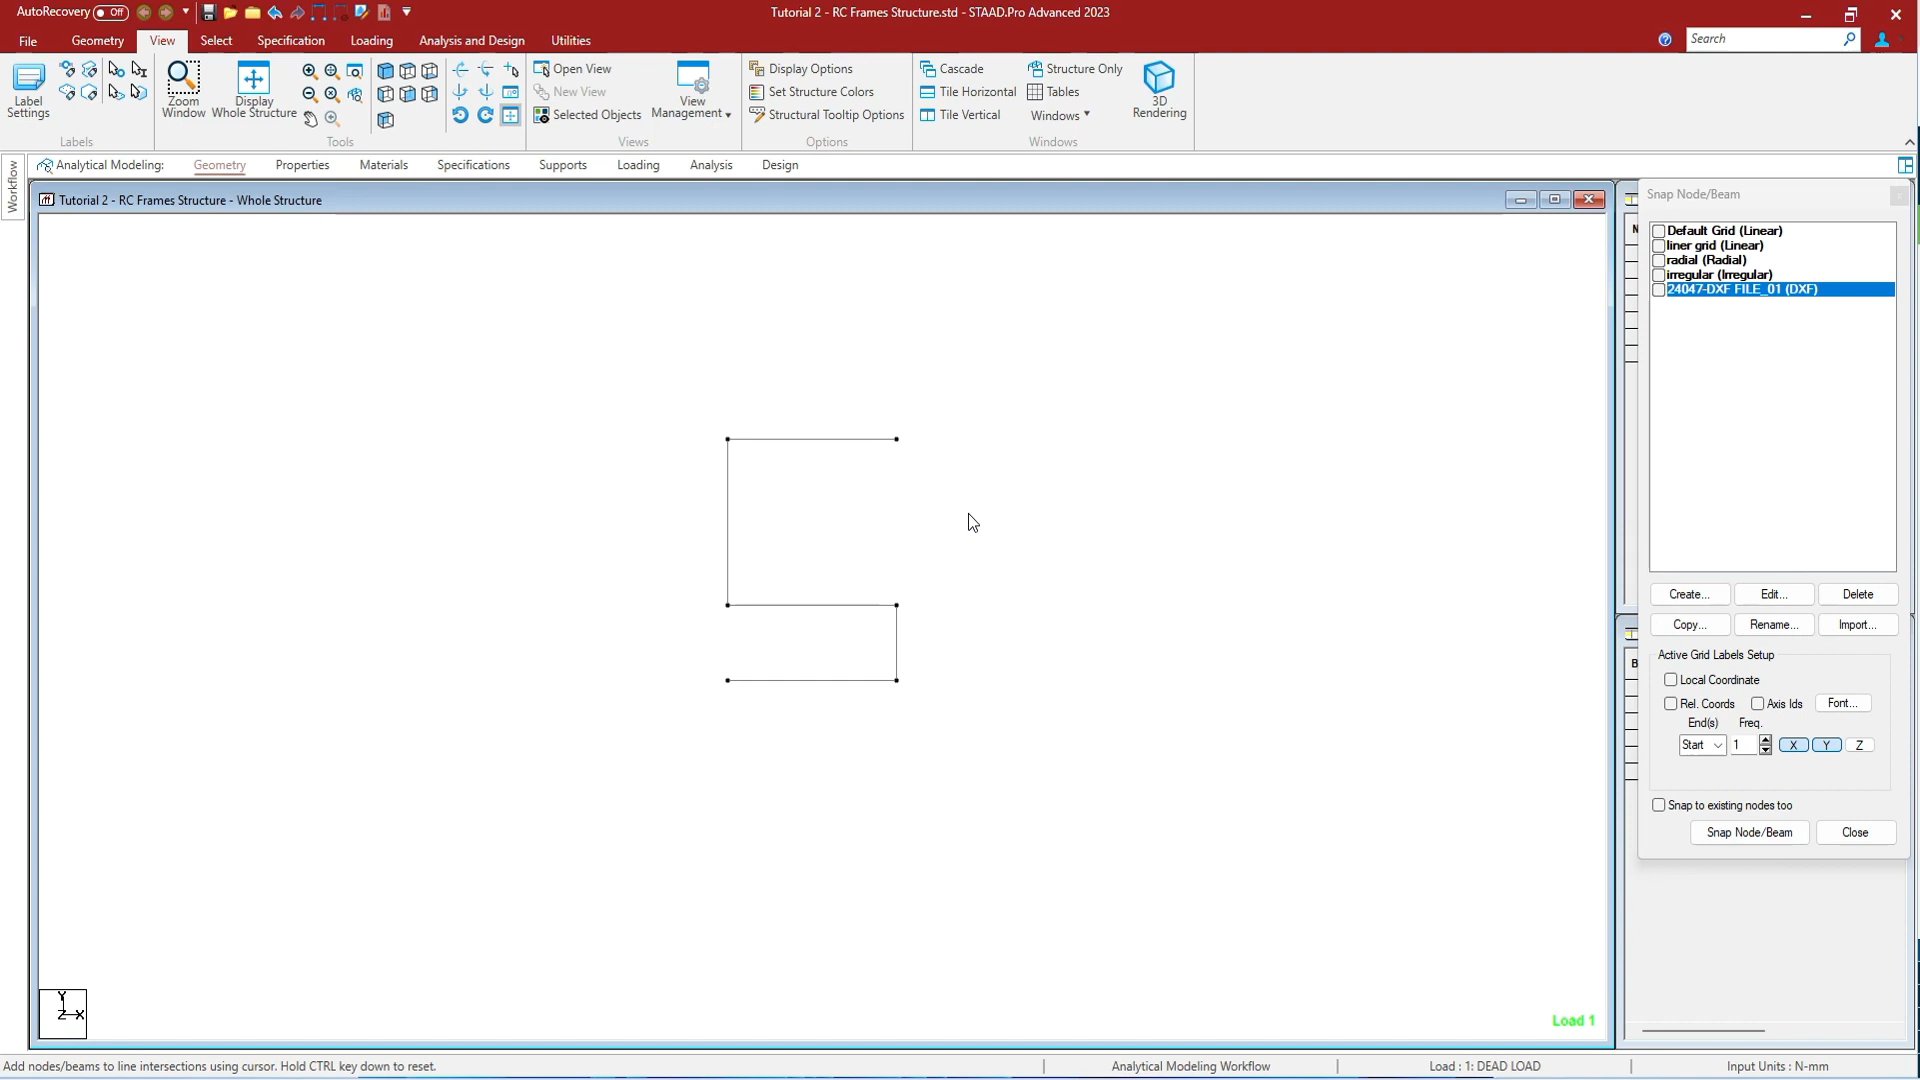 AutoRecovery Off
Tutorial 2 - RC Frames Structure.std - STAAD.Pro Advanced 2023
File Geometry View Select Specification Loading Analysis and Design Utilities
Search
Label Settings
Labels
Zoom Window
Display Whole Structure
Tools
Open View
New View
Selected Objects
View Management
Views
Display Options
Set Structure Colors
Structural Tooltip Options
Options
Cascade
Tile Horizontal
Tile Vertical
Structure Only
Tables
Windows
Windows
3D Rendering
Workflow
Analytical Modeling: Geometry Properties Materials Specifications Supports Loading Analysis Design
Tutorial 2 - RC Frames Structure - Whole Structure
Snap Node/Beam
Default Grid (Linear)
liner grid (Linear)
radial (Radial)
irregular (Irregular)
24047-DXF FILE_01 (DXF)
Create... Edit... Delete
Copy... Rename... Import...
Active Grid Labels Setup
Local Coordinate
Rel. Coords Axis Ids Font...
End(s) Freq.
Start 1 X Y Z
Snap to existing nodes too
Snap Node/Beam Close
N
B
Y
Z X
Load 1
Add nodes/beams to line intersections using cursor. Hold CTRL key down to reset.
Analytical Modeling Workflow
Load : 1: DEAD LOAD
Input Units : N-mm